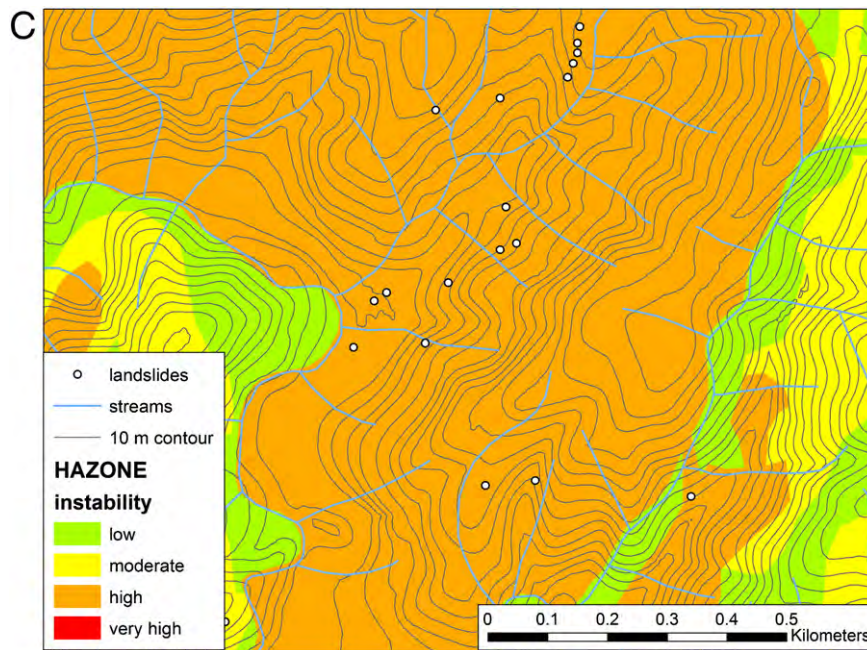 C
landslides
streams
10 m contour
HAZONE
instability
low
moderate
high
very high
0 0.1 0.2 0.3 0.4 0.5
Kilometers